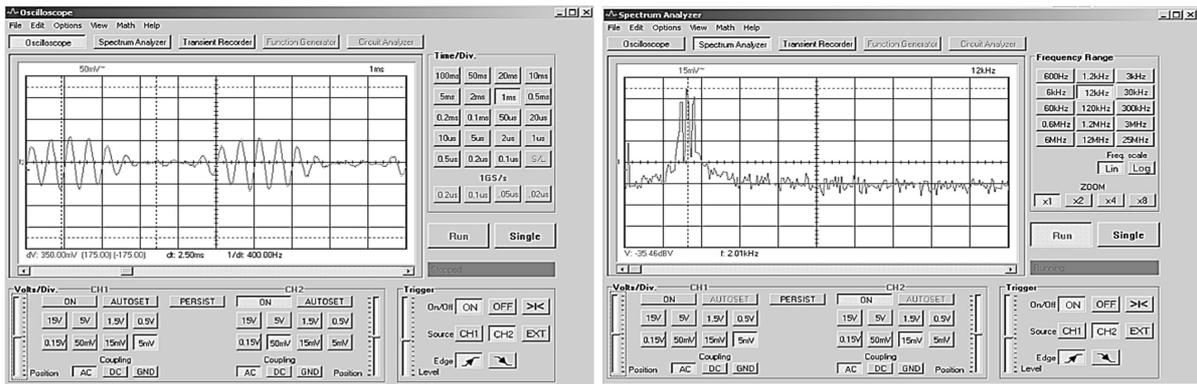 Oscilloscope
File Edit Options View Math Help
Oscilloscope Spectrum Analyzer Transient Recorder Function Generator Circuit Analyzer
50mV~ 1ms
dV: 350.00mV (175.00) (-175.00) dt: 2.50ms 1/dt: 400.00Hz
Time/Div.
100ms 50ms 20ms 10ms
5ms 2ms 1ms 0.5ms
0.2ms 0.1ms 50us 20us
10us 5us 2us 1us
0.5us 0.2us 0.1us S/L
1GS/s
0.2us 0.1us .05us .02us
Run Single
Stopped
Volts/Div. CH1 CH2
ON AUTOSET PERSIST ON AUTOSET
15V 5V 1.5V 0.5V 15V 5V 1.5V 0.5V
0.15V 50mV 15mV 5mV 0.15V 50mV 15mV 5mV
Coupling Coupling
Position AC DC GND AC DC GND Position
Trigger
On/Off ON OFF
Source CH1 CH2 EXT
Edge
Level
Spectrum Analyzer
File Edit Options View Math Help
Oscilloscope Spectrum Analyzer Transient Recorder Function Generator Circuit Analyzer
15mV~ 12kHz
V: -35.46dBV f: 2.01kHz
Frequency Range
600Hz 1.2kHz 3kHz
6kHz 12kHz 30kHz
60kHz 120kHz 300kHz
0.6MHz 1.2MHz 3MHz
6MHz 12MHz 25MHz
Freq. scale
Lin Log
ZOOM
x1 x2 x4 x8
Run Single
Running
Volts/Div. CH1 CH2
ON AUTOSET PERSIST ON AUTOSET
15V 5V 1.5V 0.5V 15V 5V 1.5V 0.5V
0.15V 50mV 15mV 5mV 0.15V 50mV 15mV 5mV
Coupling Coupling
Position AC DC GND AC DC GND Position
Trigger
On/Off ON OFF
Source CH1 CH2 EXT
Edge
Level